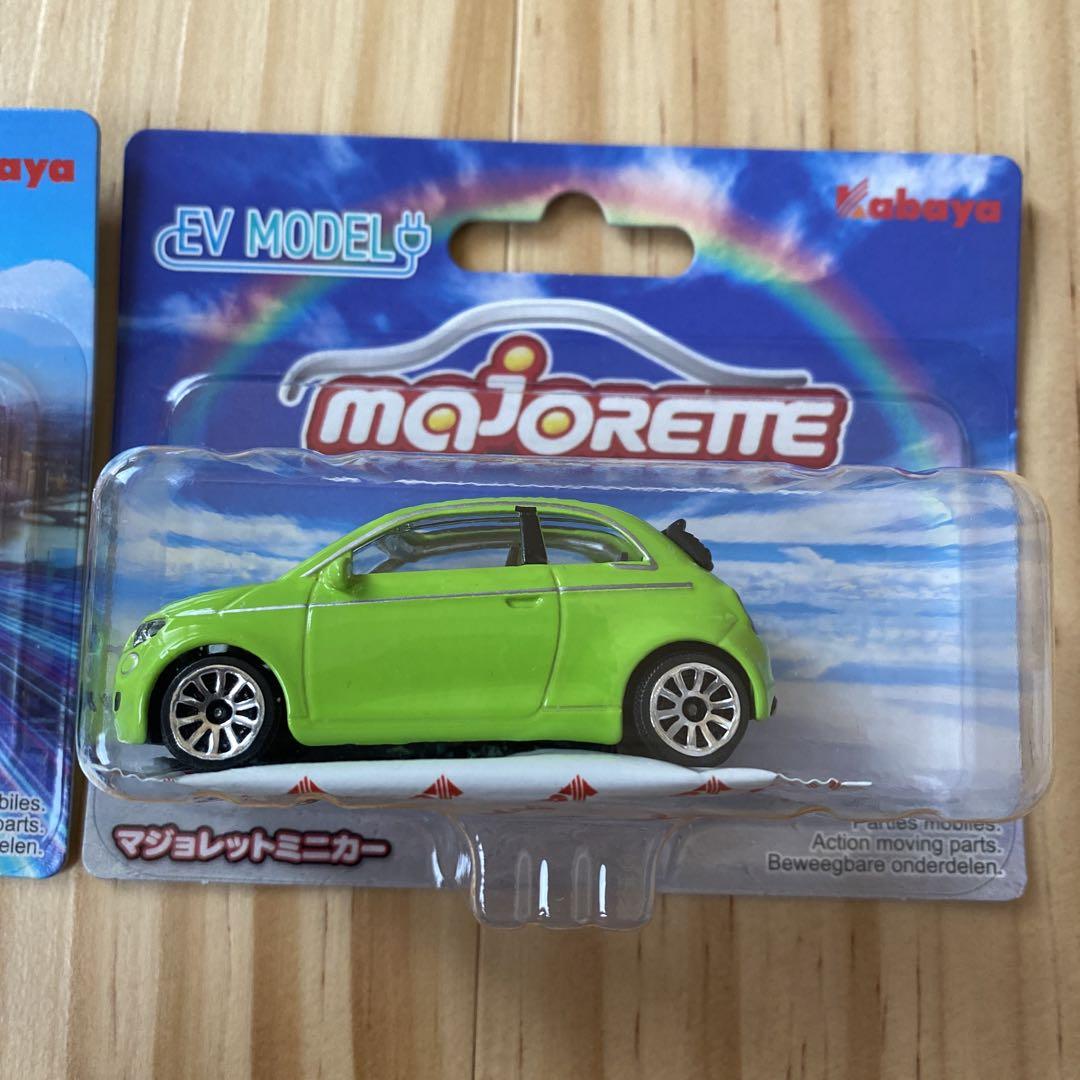 aya
EV MODEL
Kabaya
majorette
biles.
parts.
elen.
マジョレットミニカー
Parties mobiles.
Action moving parts.
Beweegbare onderdelen.